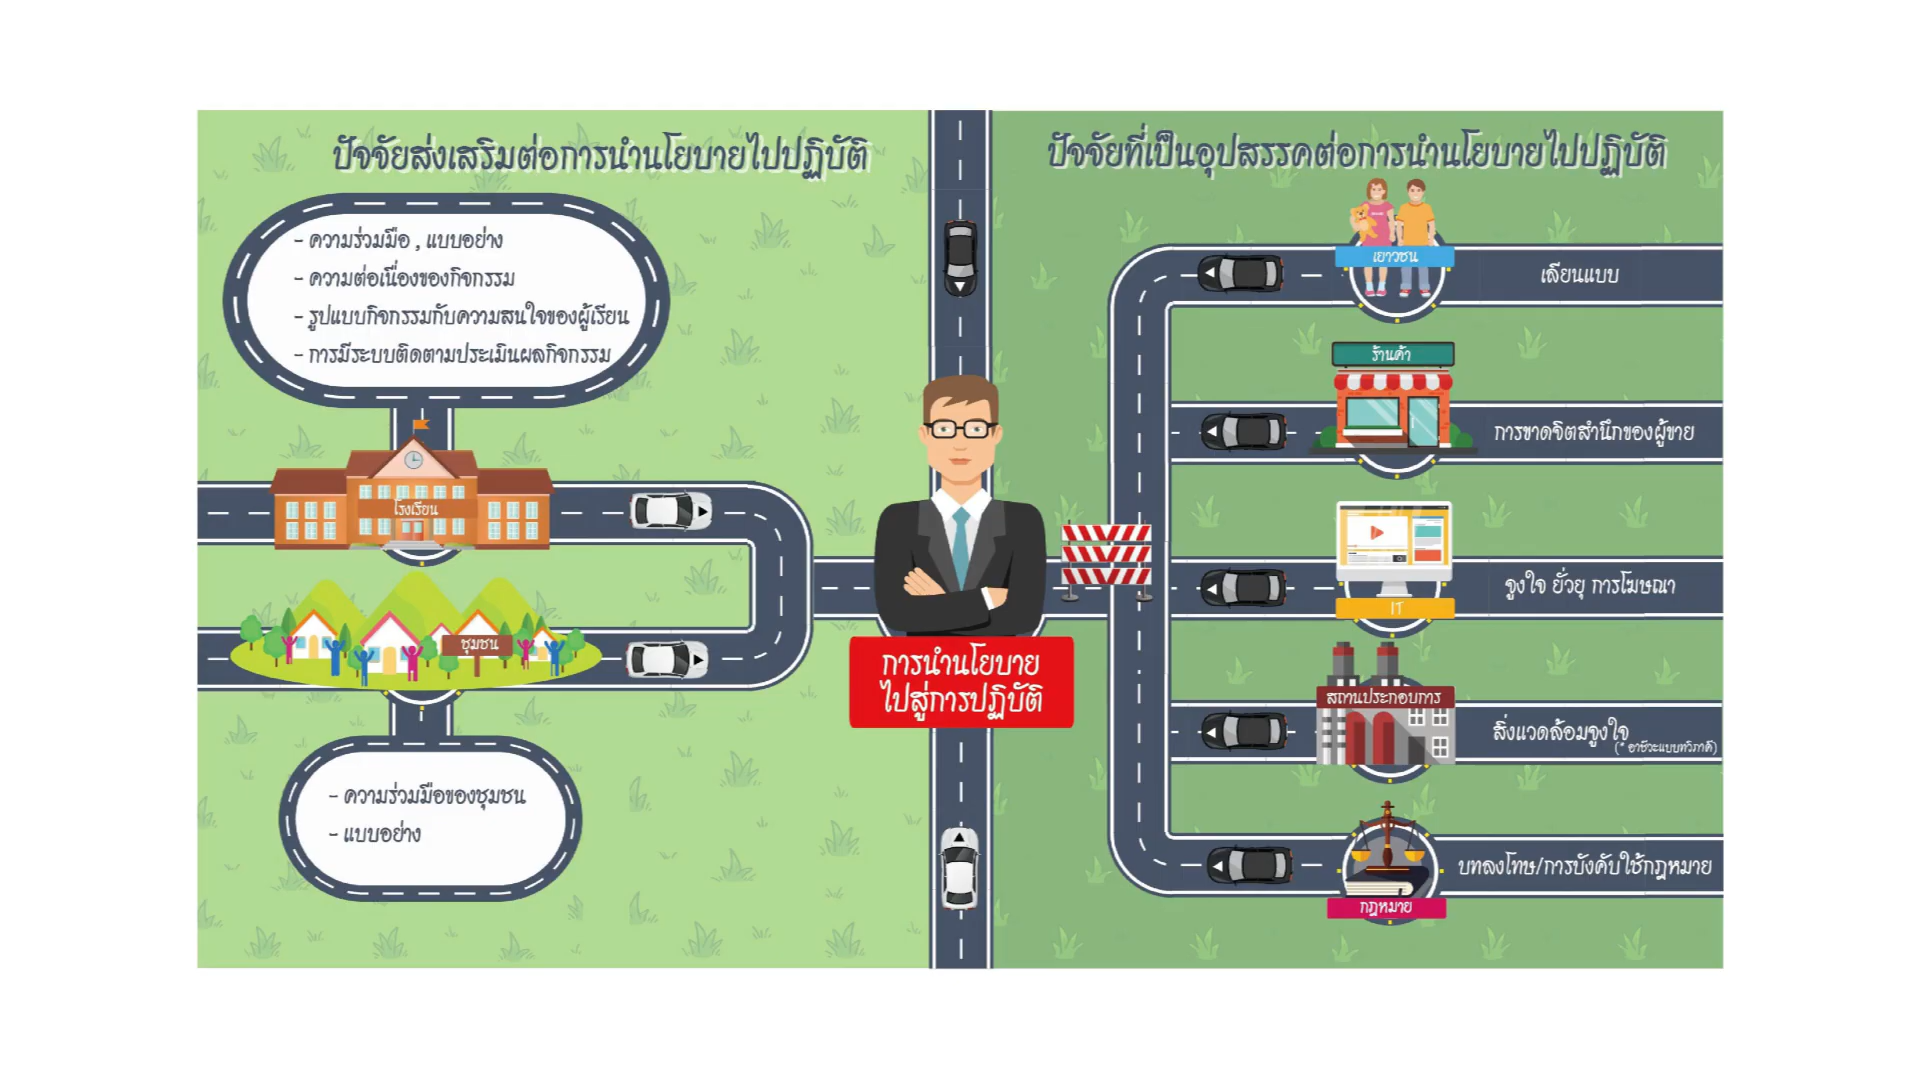 ปัจจัยส่งเสริมต่อการนำนโยบายไปปฏิบัติ
- ความร่วมมือ , แบบอย่าง
- ความต่อเนื่องของกิจกรรม
- รูปแบบกิจกรรมกับความสนใจของผู้เรียน
- การมีระบบติดตามประเมินผลกิจกรรม
โรงเรียน
ชุมชน
- ความร่วมมือของชุมชน
- แบบอย่าง
การนำนโยบาย
ไปสู่การปฏิบัติ
ปัจจัยที่เป็นอุปสรรคต่อการนำนโยบายไปปฏิบัติ
เยาวชน
เลียนแบบ
ร้านค้า
การขาดจิตสำนึกของผู้ขาย
IT
จูงใจ ยั่วยุ การโฆษณา
สถานประกอบการ
สิ่งแวดล้อมจูงใจ
(* อาชีวะแบบทวิภาคี)
บทลงโทษ/การบังคับใช้กฎหมาย
กฎหมาย